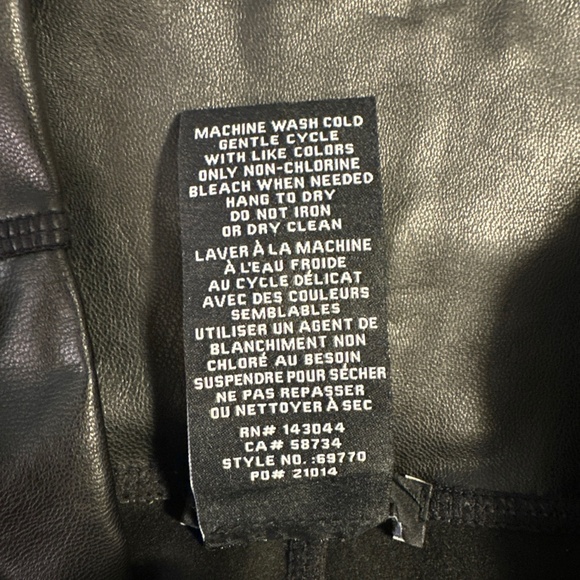 MACHINE WASH COLD
GENTLE CYCLE
WITH LIKE COLORS
ONLY NON-CHLORINE
BLEACH WHEN NEEDED
HANG TO DRY
DO NOT IRON
OR DRY CLEAN
LAVER À LA MACHINE
À L'EAU FROIDE
AU CYCLE DÉLICAT
AVEC DES COULEURS
SEMBLABLES
UTILISER UN AGENT DE
BLANCHIMENT NON
CHLORÉ AU BESOIN
SUSPENDRE POUR SÉCHER
NE PAS REPASSER
OU NETTOYER À SEC
RN# 143044
CA# 58734
STYLE NO. :69770
PO# 21014